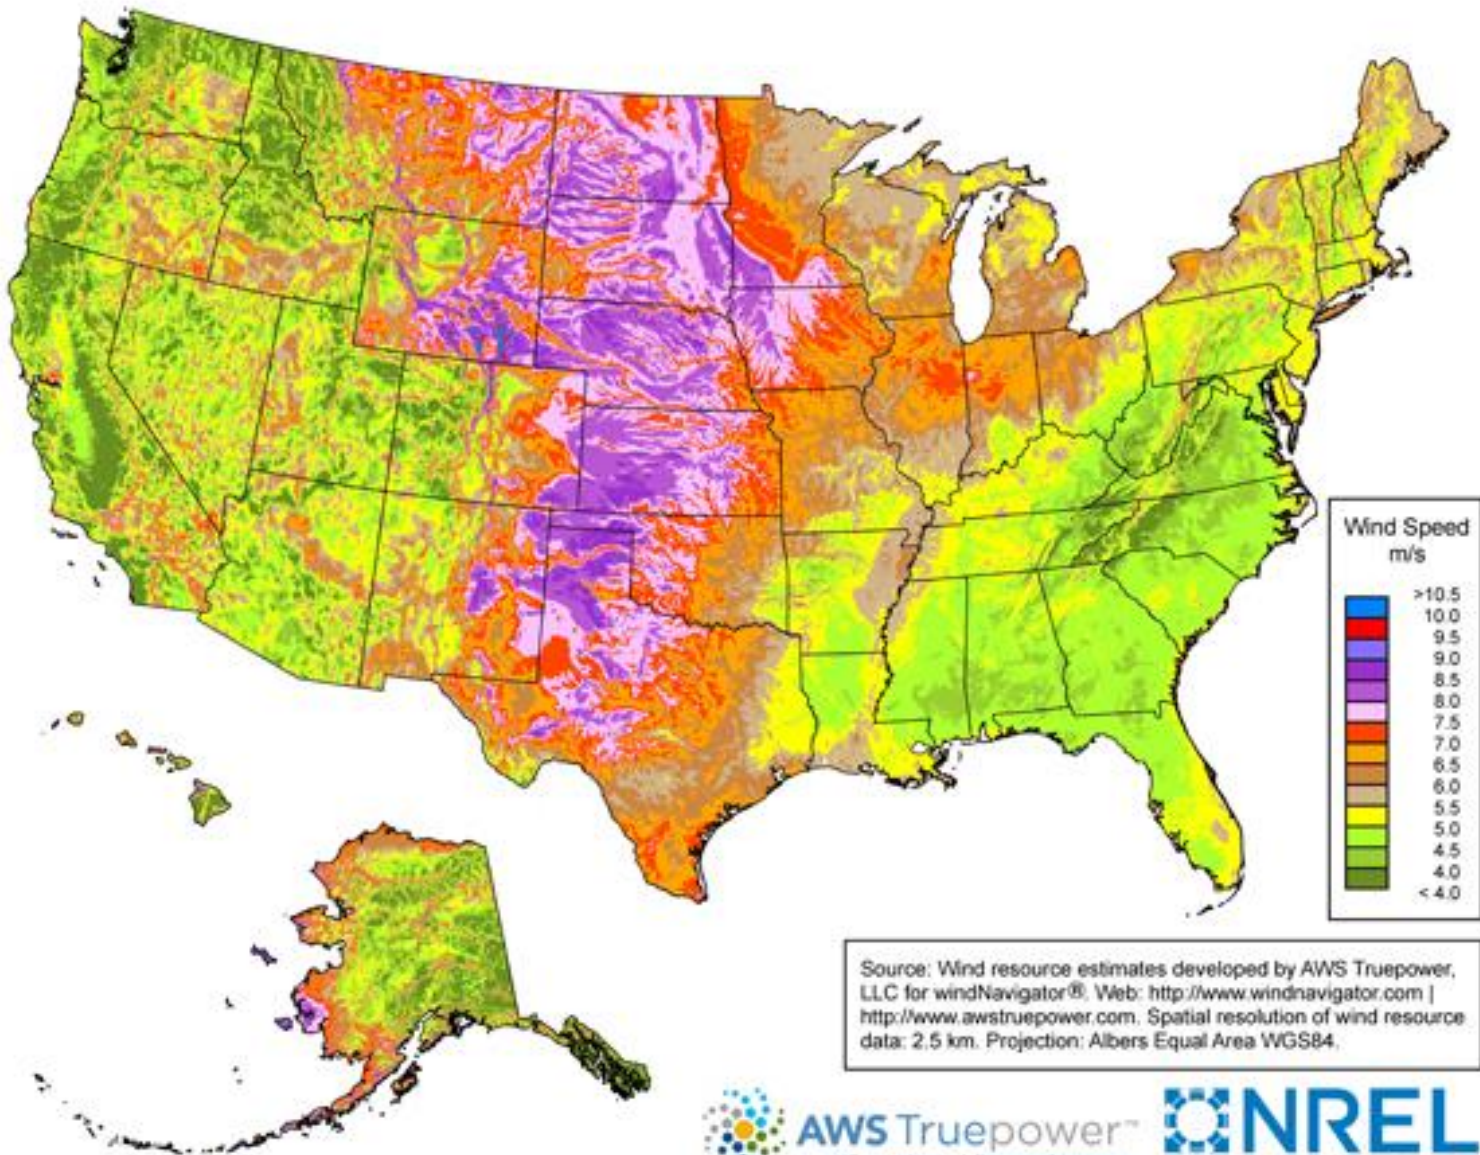 Wind Speed
m/s
>10.5
10.0
9.5
9.0
8.5
8.0
7.5
7.0
6.5
6.0
5.5
5.0
4.5
4.0
< 4.0
Source: Wind resource estimates developed by AWS Truepower,
LLC for windNavigator®. Web: http://www.windnavigator.com |
http://www.awstruepower.com. Spatial resolution of wind resource
data: 2.5 km. Projection: Albers Equal Area WGS84.
AWS Truepower™
NREL